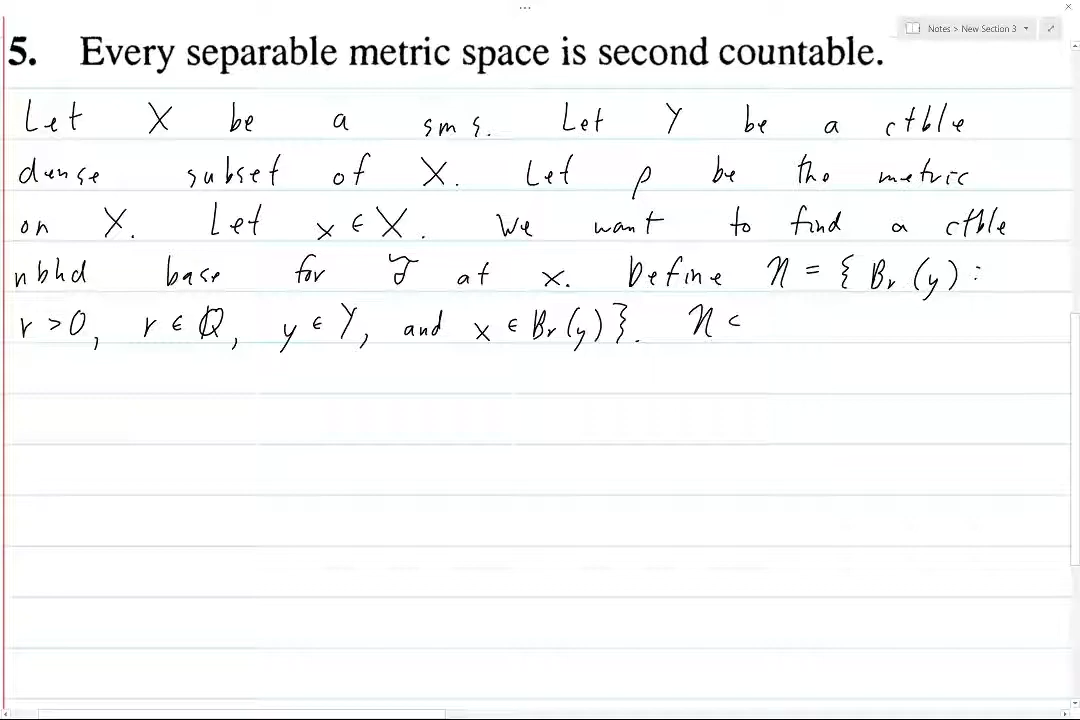 ...
Notes > New Section 3
5. Every separable metric space is second countable.
Let X be a sms. Let Y be a ctble
dense subset of X. Let ρ be the metric
on X. Let x ∈ X. We want to find a ctble
nbhd base for 𝒯 at x. Define 𝒩 = { Br (y) :
r > 0, r ∈ ℚ, y ∈ Y, and x ∈ Br (y) }. 𝒩 c